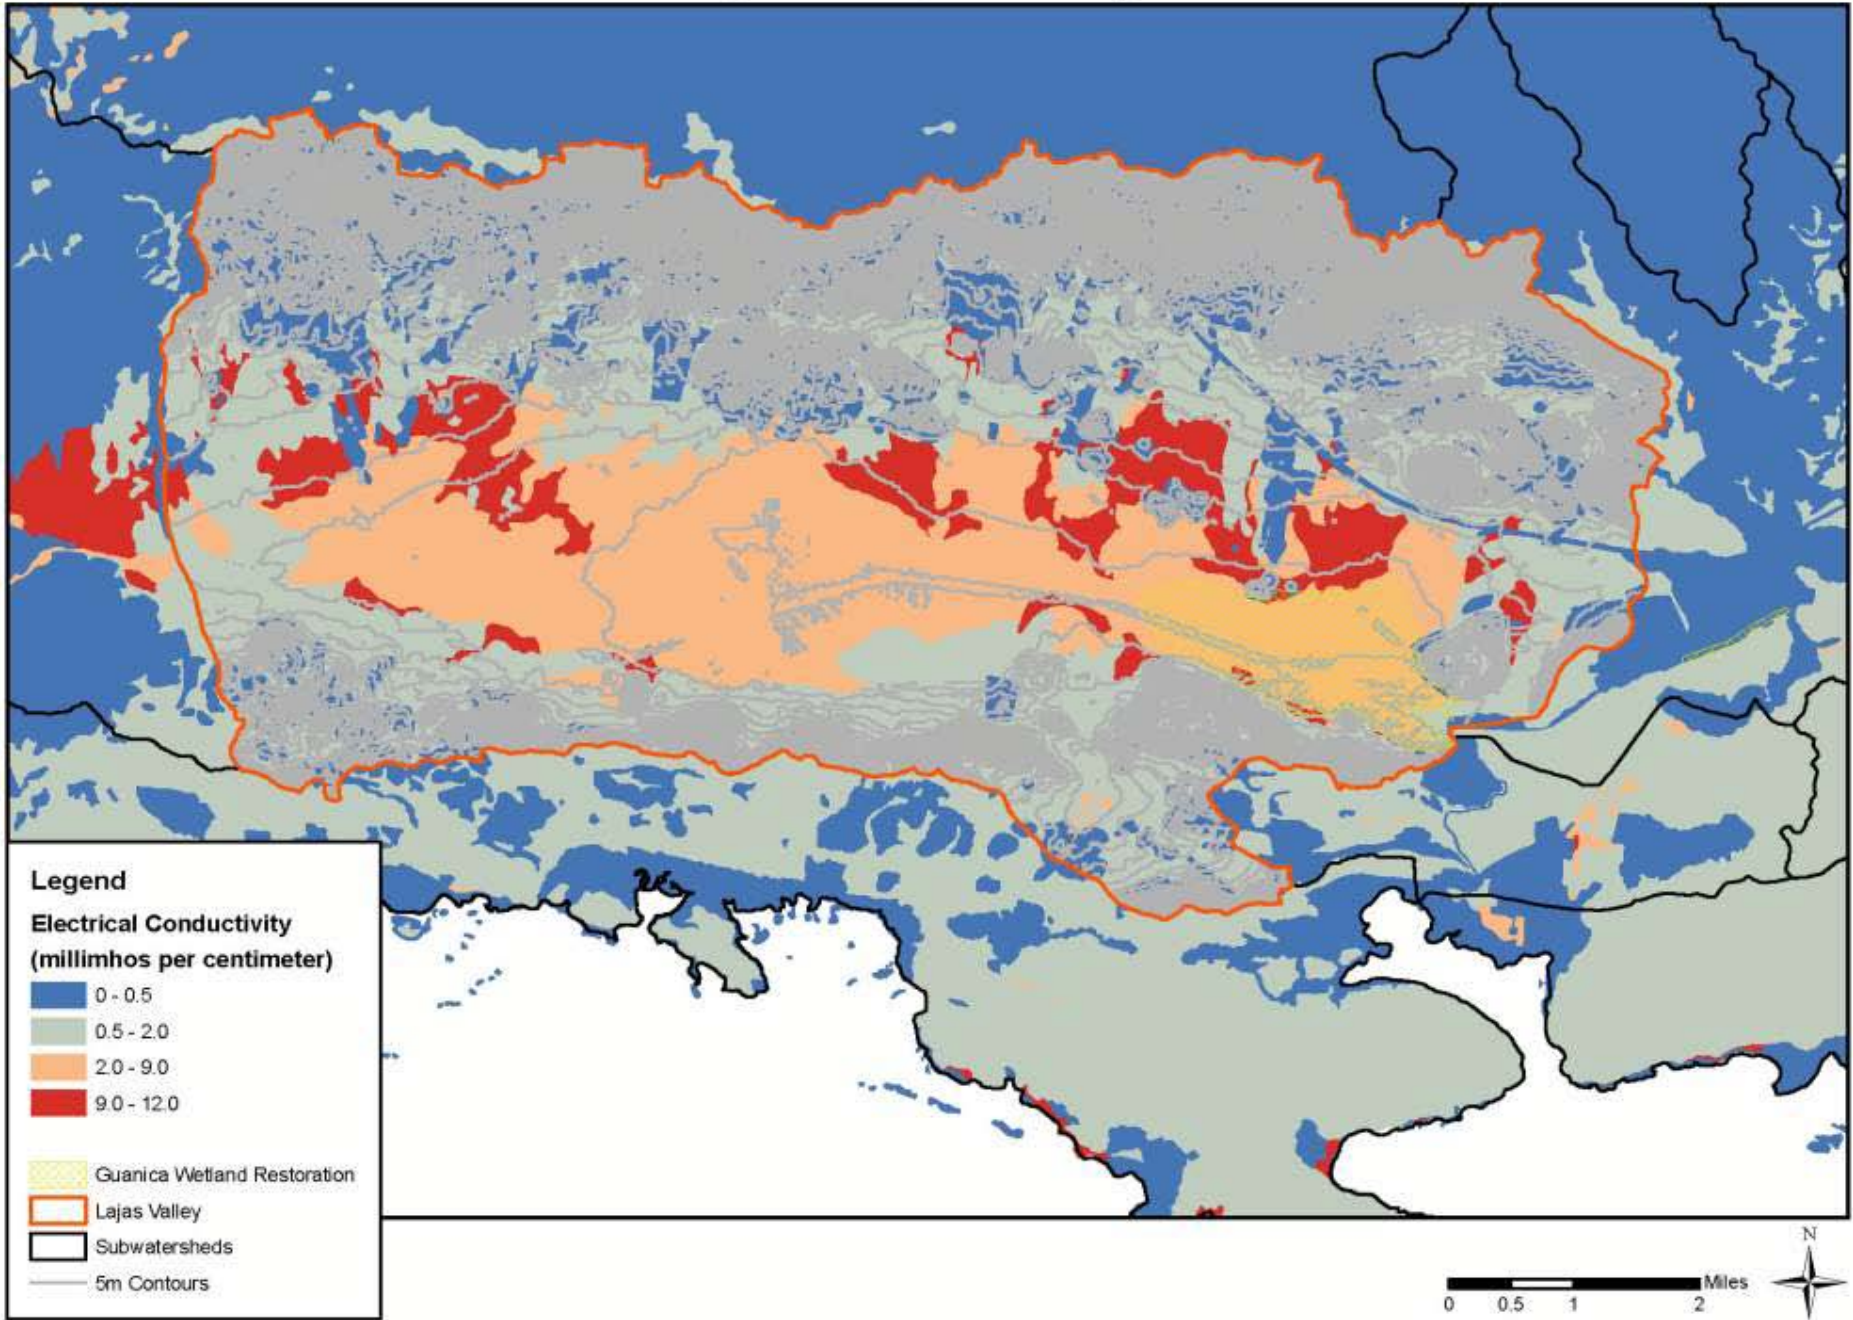 Legend
Electrical Conductivity
(millimhos per centimeter)
0 - 0.5
0.5 - 2.0
2.0 - 9.0
9.0 - 12.0
Guanica Wetland Restoration
Lajas Valley
Subwatersheds
5m Contours
N
Miles
0 0.5 1 2